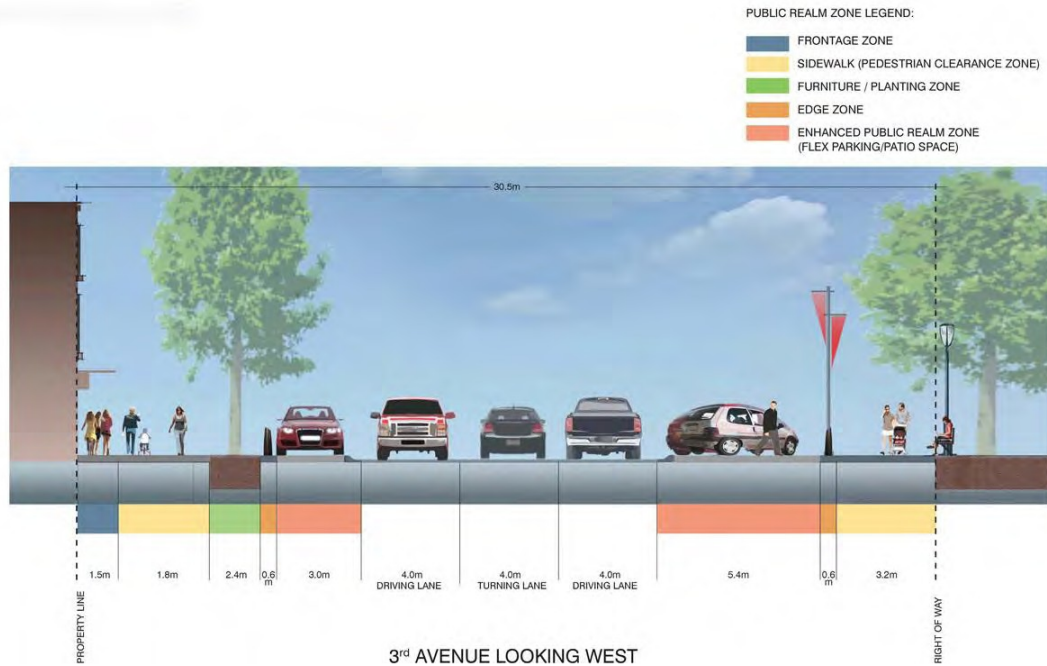 PUBLIC REALM ZONE LEGEND:
FRONTAGE ZONE
SIDEWALK (PEDESTRIAN CLEARANCE ZONE)
FURNITURE / PLANTING ZONE
EDGE ZONE
ENHANCED PUBLIC REALM ZONE
(FLEX PARKING/PATIO SPACE)
30.5m
1.5m
1.8m
2.4m
0.6
m
3.0m
4.0m
DRIVING LANE
4.0m
TURNING LANE
4.0m
DRIVING LANE
5.4m
0.6
m
3.2m
PROPERTY LINE
RIGHT OF WAY
3rd AVENUE LOOKING WEST